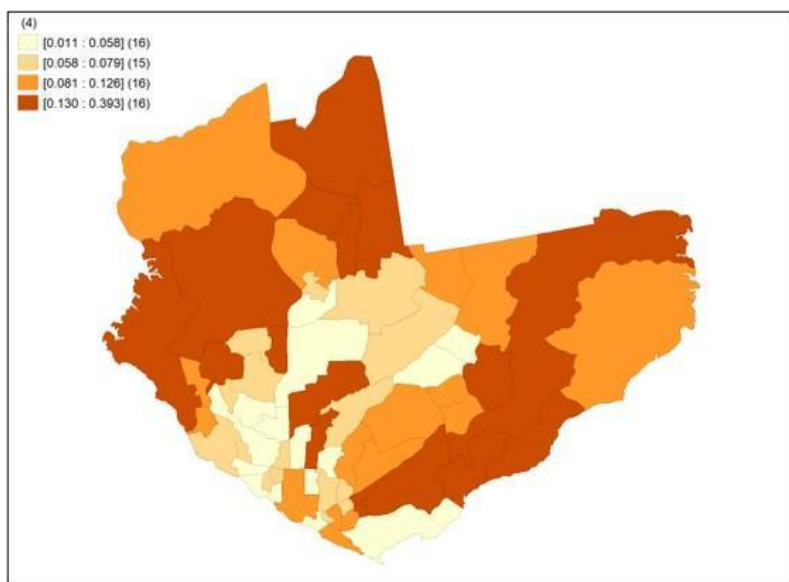 (4)
[0.011 : 0.058] (16)
[0.058 : 0.079] (15)
[0.081 : 0.126] (16)
[0.130 : 0.393] (16)